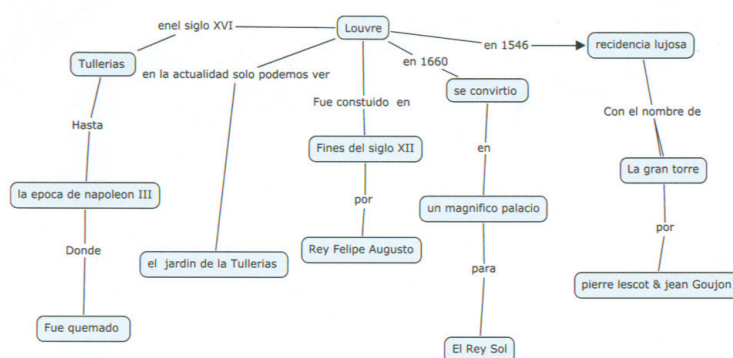 Louvre
enel siglo XVI
Tullerias
Hasta
la epoca de napoleon III
Donde
Fue quemado
en la actualidad solo podemos ver
el jardin de la Tullerias
Fue constuido en
Fines del siglo XII
por
Rey Felipe Augusto
en 1660
se convirtio
en
un magnifico palacio
para
El Rey Sol
en 1546
recidencia lujosa
Con el nombre de
La gran torre
por
pierre lescot & jean Goujon